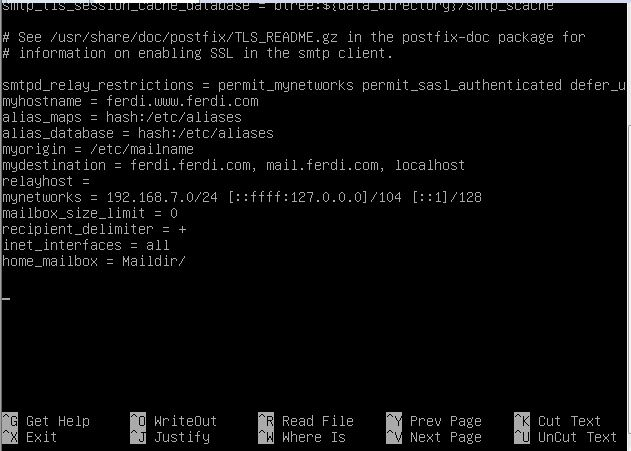 smtp_tls_session_cache_database = btree:${data_directory}/smtp_scache
# See /usr/share/doc/postfix/TLS_README.gz in the postfix-doc package for
# information on enabling SSL in the smtp client.
smtpd_relay_restrictions = permit_mynetworks permit_sasl_authenticated defer_u
myhostname = ferdi.www.ferdi.com
alias_maps = hash:/etc/aliases
alias_database = hash:/etc/aliases
myorigin = /etc/mailname
mydestination = ferdi.ferdi.com, mail.ferdi.com, localhost
relayhost =
mynetworks = 192.168.7.0/24 [::ffff:127.0.0.0]/104 [::1]/128
mailbox_size_limit = 0
recipient_delimiter = +
inet_interfaces = all
home_mailbox = Maildir/
^G Get Help ^O WriteOut ^R Read File ^Y Prev Page ^K Cut Text
^X Exit ^J Justify ^W Where Is ^V Next Page ^U UnCut Text